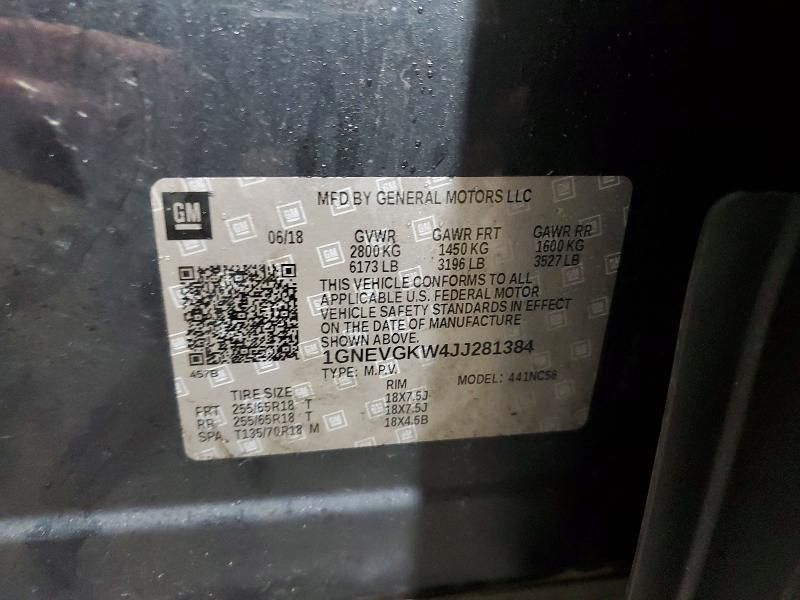 GM
MFD BY GENERAL MOTORS LLC
06/18 GVWR GAWR FRT GAWR RR
2800 KG 1450 KG 1600 KG
6173 LB 3196 LB 3527 LB
THIS VEHICLE CONFORMS TO ALL
APPLICABLE U.S. FEDERAL MOTOR
VEHICLE SAFETY STANDARDS IN EFFECT
ON THE DATE OF MANUFACTURE
SHOWN ABOVE.
1GNEVGKW4JJ281384
457B
TYPE: M.P.V. MODEL: 441NC56
TIRE SIZE RIM
FRT 255/65R18 T 18X7.5J
RR 255/65R18 T 18X7.5J
SPA T135/70R18 M 18X4.5B